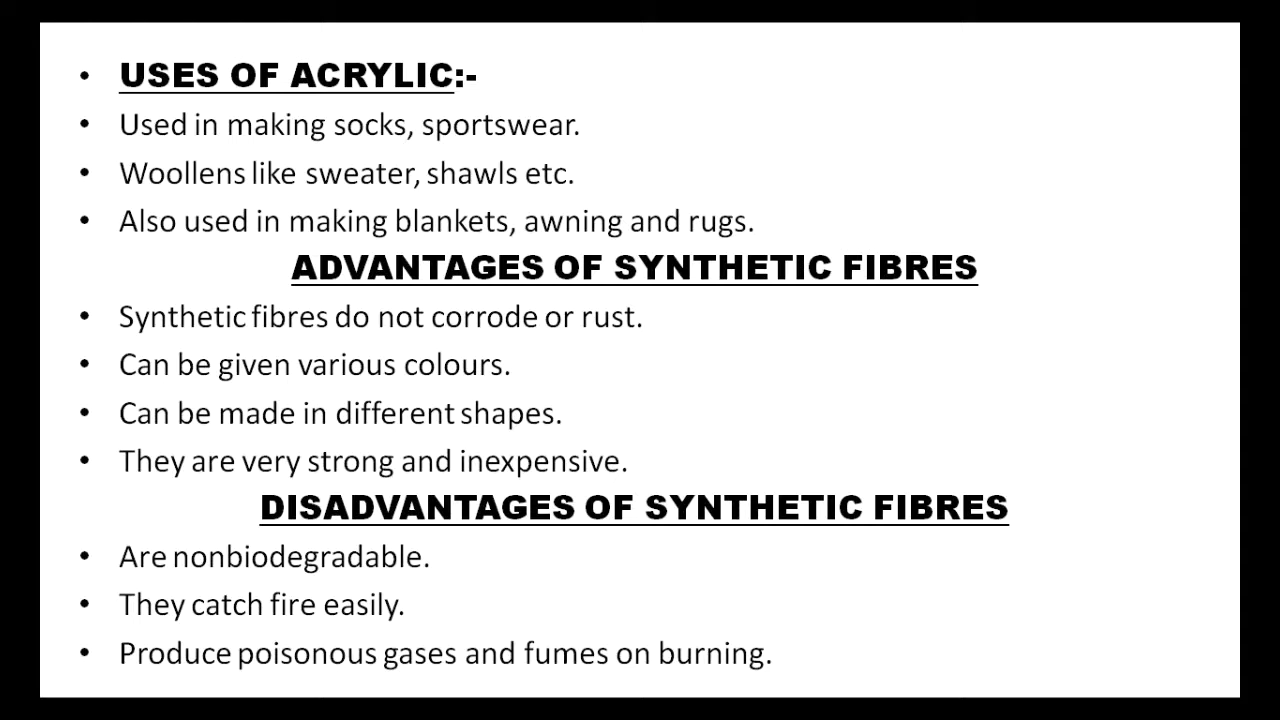 • USES OF ACRYLIC:-
• Used in making socks, sportswear.
• Woollens like sweater, shawls etc.
• Also used in making blankets, awning and rugs.
ADVANTAGES OF SYNTHETIC FIBRES
• Synthetic fibres do not corrode or rust.
• Can be given various colours.
• Can be made in different shapes.
• They are very strong and inexpensive.
DISADVANTAGES OF SYNTHETIC FIBRES
• Are nonbiodegradable.
• They catch fire easily.
• Produce poisonous gases and fumes on burning.